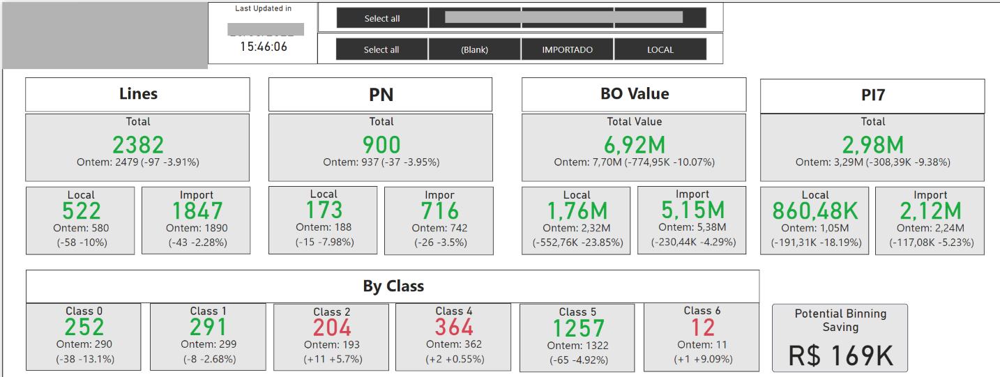 Last Updated in
15:46:06
Select all
Select all (Blank) IMPORTADO LOCAL
Lines
Total
2382
Ontem: 2479 (-97 -3.91%)
Local
522
Ontem: 580
(-58 -10%)
Import
1847
Ontem: 1890
(-43 -2.28%)
PN
Total
900
Ontem: 937 (-37 -3.95%)
Local
173
Ontem: 188
(-15 -7.98%)
Impor
716
Ontem: 742
(-26 -3.5%)
BO Value
Total Value
6,92M
Ontem: 7,70M (-774,95K -10.07%)
Local
1,76M
Ontem: 2,32M
(-552,76K -23.85%)
Import
5,15M
Ontem: 5,38M
(-230,44K -4.29%)
PI7
Total
2,98M
Ontem: 3,29M (-308,39K -9.38%)
Local
860,48K
Ontem: 1,05M
(-191,31K -18.19%)
Import
2,12M
Ontem: 2,24M
(-117,08K -5.23%)
By Class
Class 0
252
Ontem: 290
(-38 -13.1%)
Class 1
291
Ontem: 299
(-8 -2.68%)
Class 2
204
Ontem: 193
(+11 +5.7%)
Class 4
364
Ontem: 362
(+2 +0.55%)
Class 5
1257
Ontem: 1322
(-65 -4.92%)
Class 6
12
Ontem: 11
(+1 +9.09%)
Potential Binning
Saving
R$ 169K